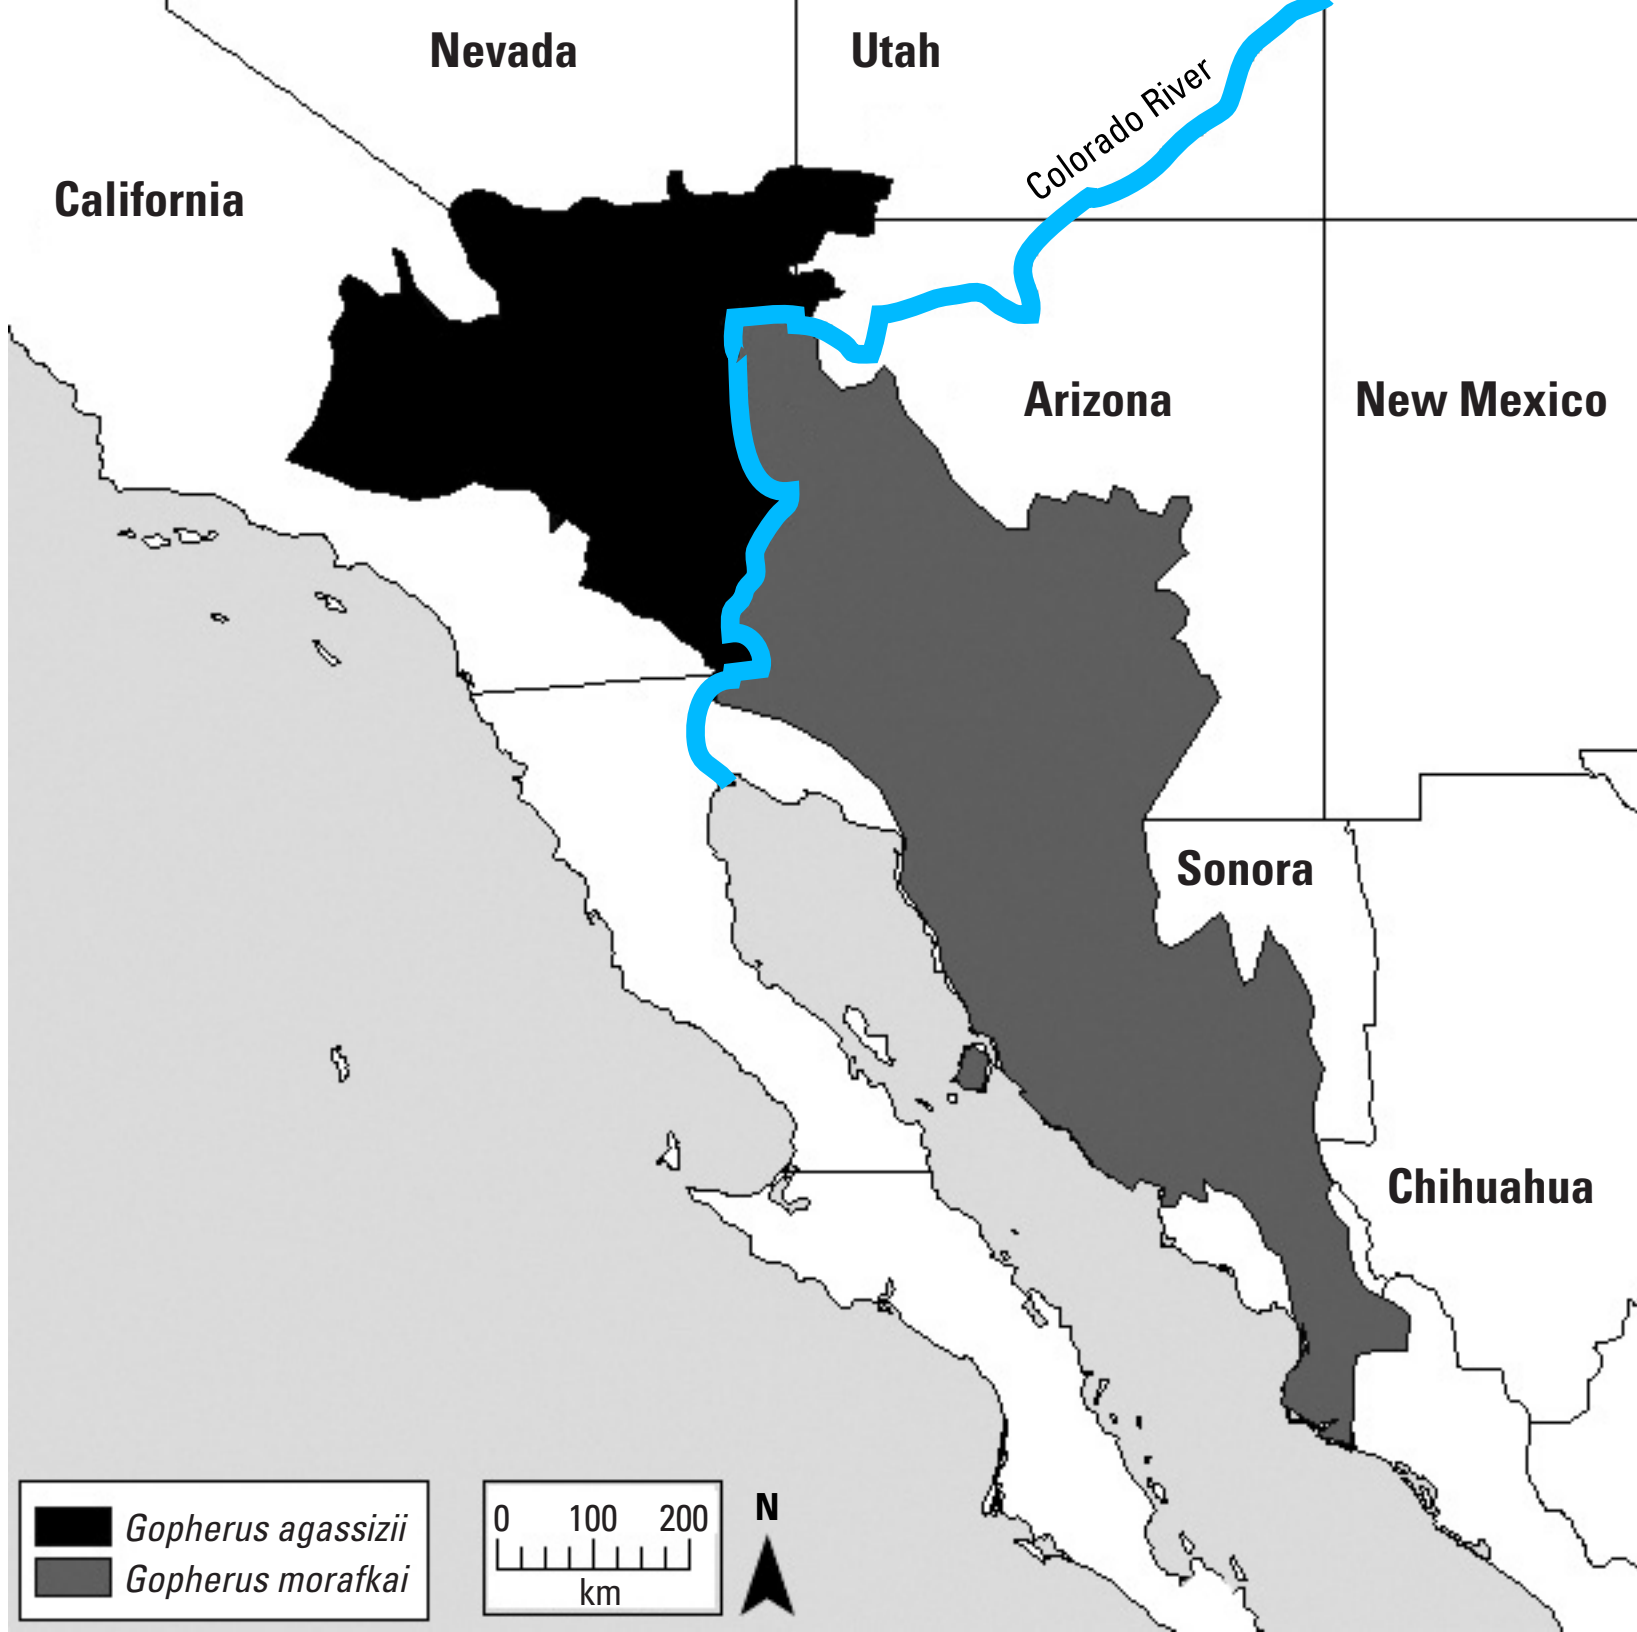 Nevada
Utah
Colorado River
California
Arizona
New Mexico
Sonora
Chihuahua
Gopherus agassizii
Gopherus morafkai
0 100 200
km
N